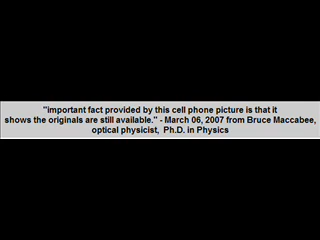 "important fact provided by this cell phone picture is that it
shows the originals are still available." - March 06, 2007 from Bruce Maccabee,
optical physicist, Ph.D. in Physics